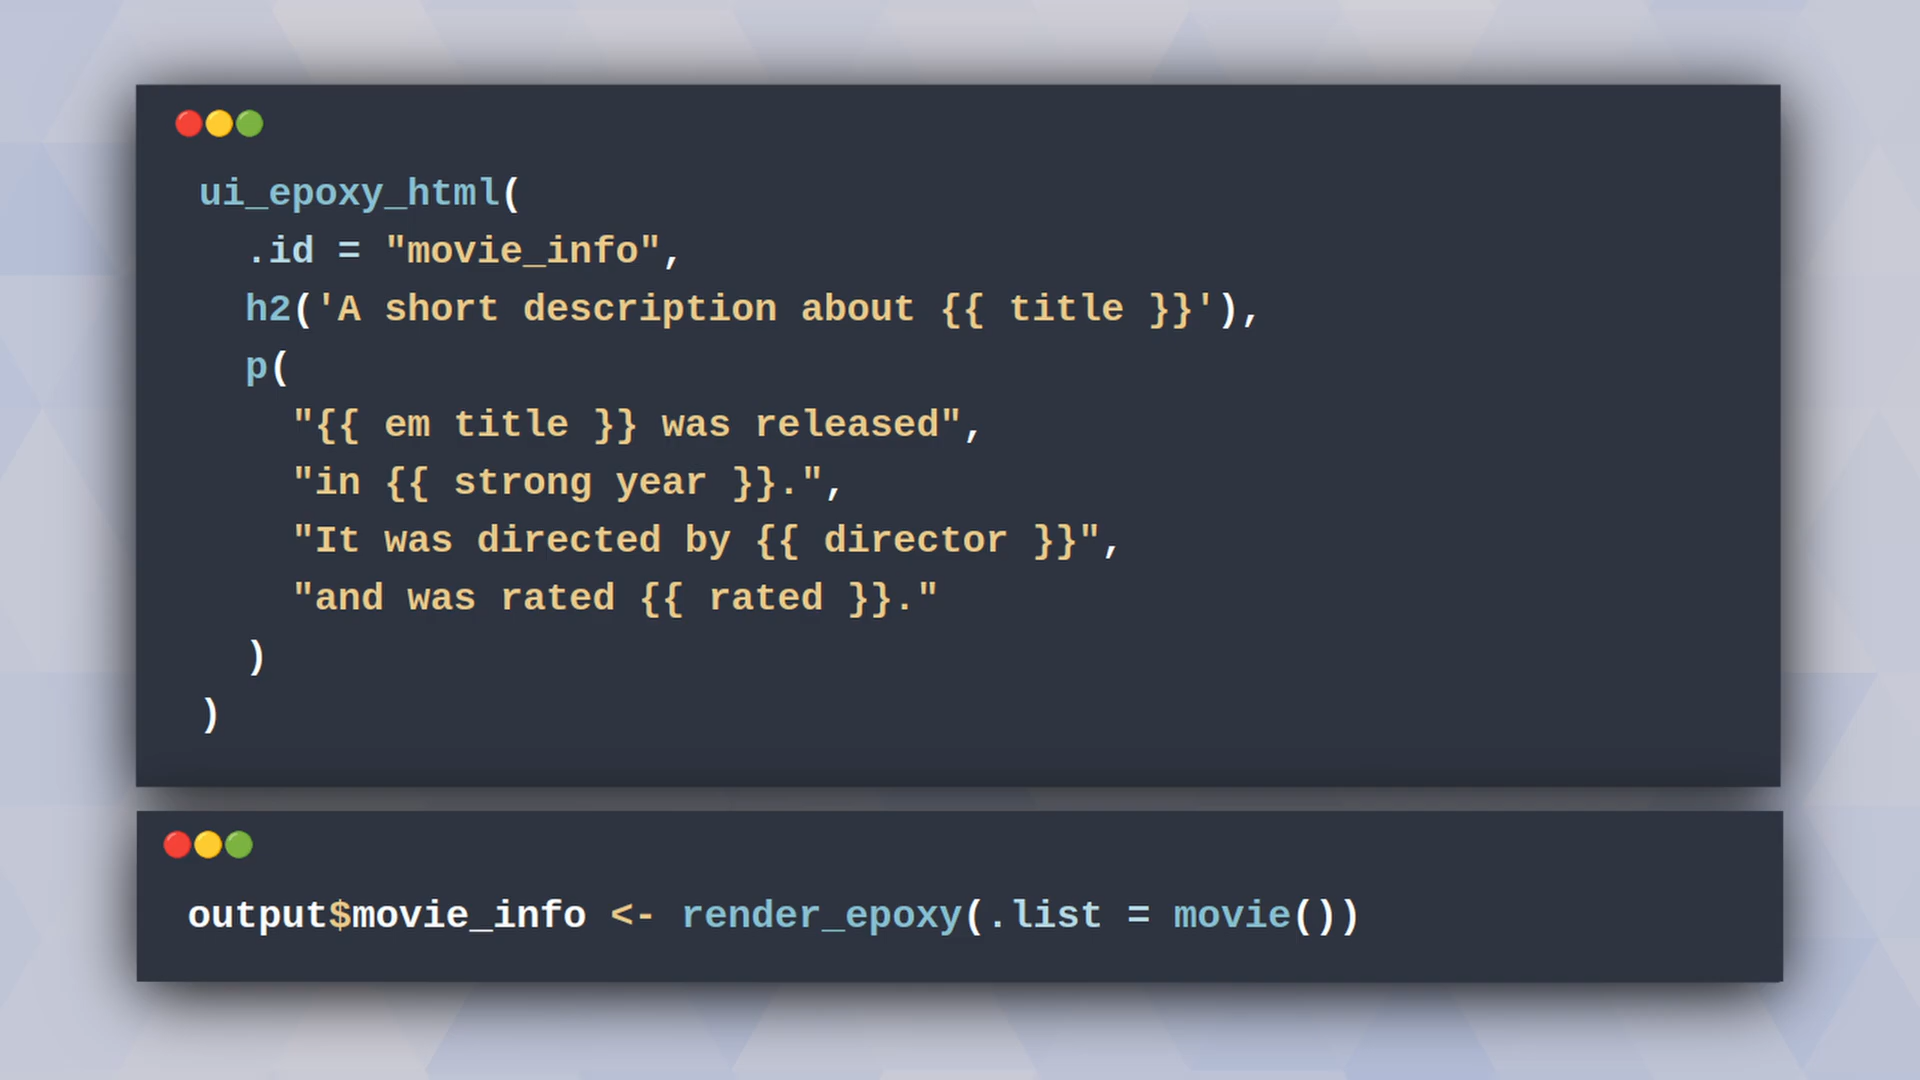 ui_epoxy_html(
  .id = "movie_info",
  h2('A short description about {{ title }}'),
  p(
    "{{ em title }} was released",
    "in {{ strong year }}.",
    "It was directed by {{ director }}",
    "and was rated {{ rated }}."
  )
)
output$movie_info <- render_epoxy(.list = movie())